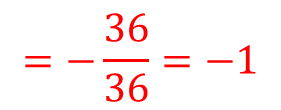 = − 36/36 = −1